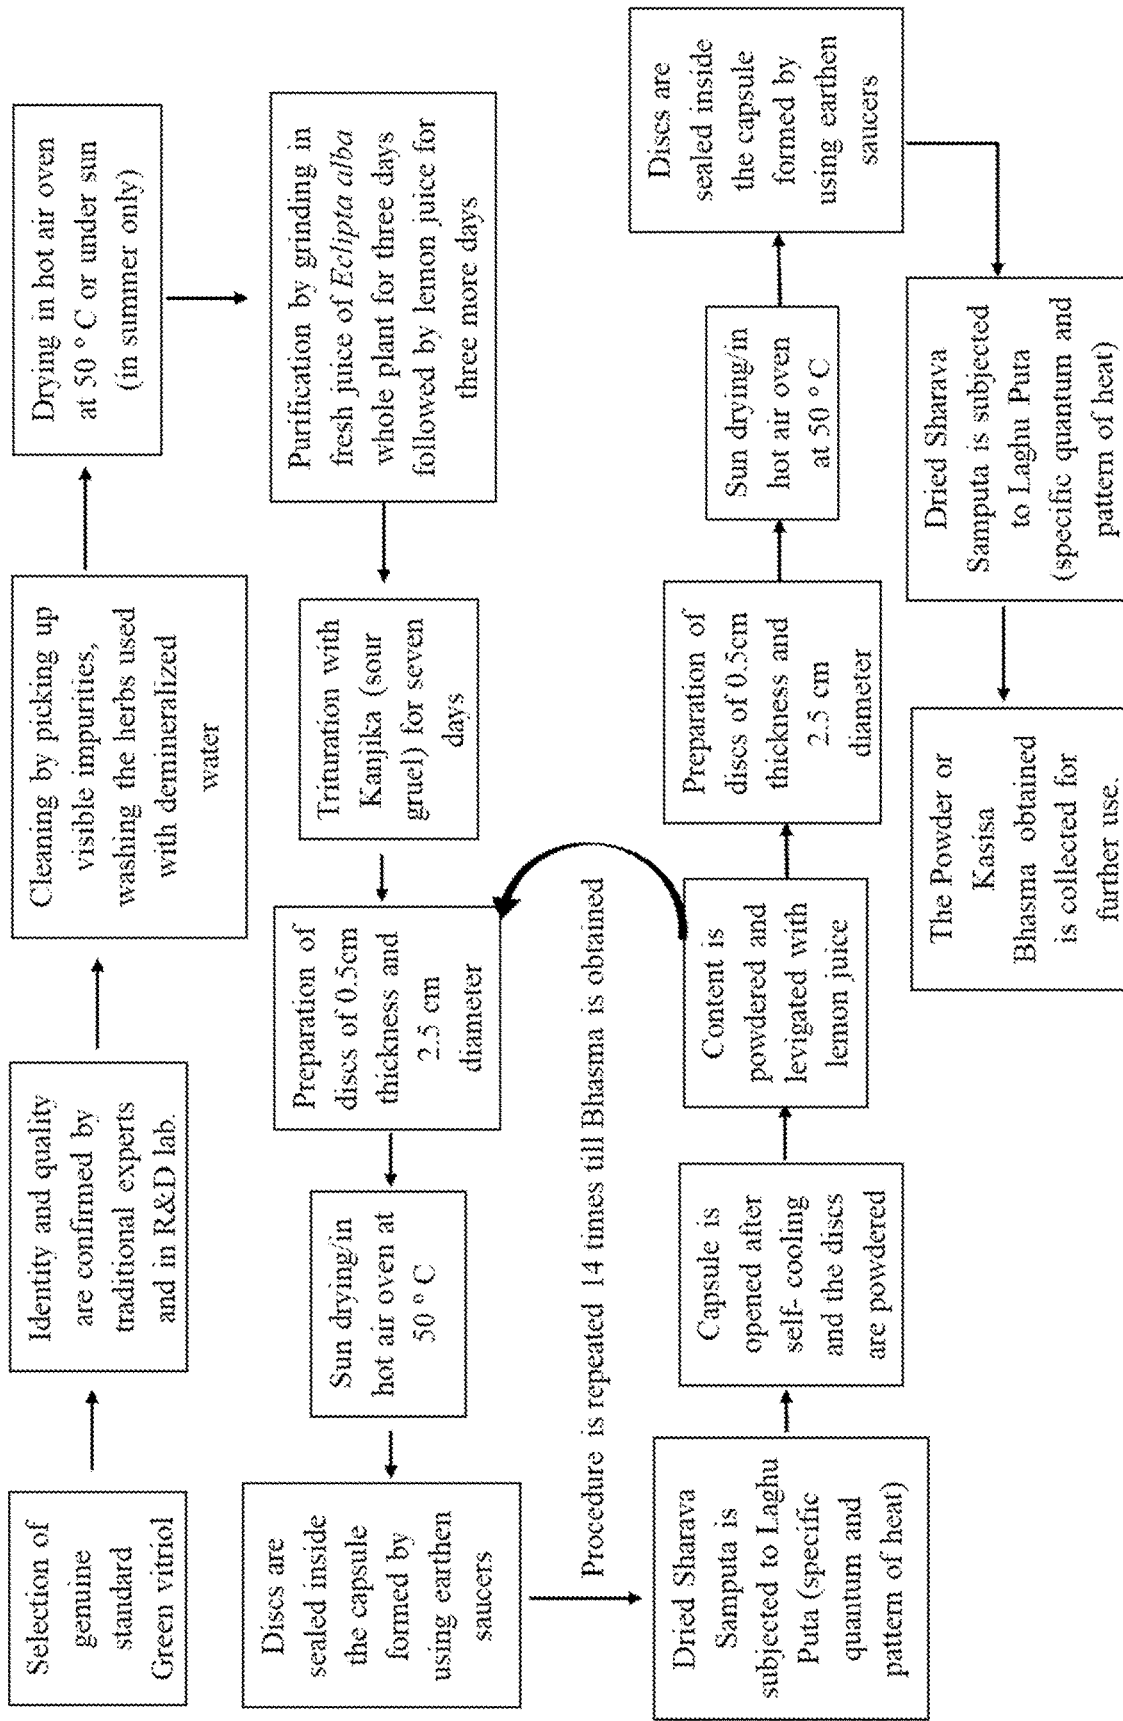 Selection of
genuine
standard
Green vitriol
Identity and quality
are confirmed by
traditional experts
and in R&D lab.
Cleaning by picking up
visible impurities,
washing the herbs used
with demineralized
water
Drying in hot air oven
at 50 ° C or under sun
(in summer only)
Purification by grinding in
fresh juice of Eclipta alba
whole plant for three days
followed by lemon juice for
three more days
Trituration with
Kanjika (sour
gruel) for seven
days
Preparation of
discs of 0.5cm
thickness and
2.5 cm
diameter
Sun drying/in
hot air oven at
50 ° C
Discs are
sealed inside
the capsule
formed by
using earthen
saucers
Procedure is repeated 14 times till Bhasma is obtained
Dried Sharava
Samputa is
subjected to Laghu
Puta (specific
quantum and
pattern of heat)
Capsule is
opened after
self- cooling
and the discs
are powdered
Content is
powdered and
levigated with
lemon juice
Preparation of
discs of 0.5cm
thickness and
2.5 cm
diameter
Sun drying/in
hot air oven
at 50 ° C
Discs are
sealed inside
the capsule
formed by
using earthen
saucers
Dried Sharava
Samputa is subjected
to Laghu Puta
(specific quantum and
pattern of heat)
The Powder or
Kasisa
Bhasma obtained
is collected for
further use.